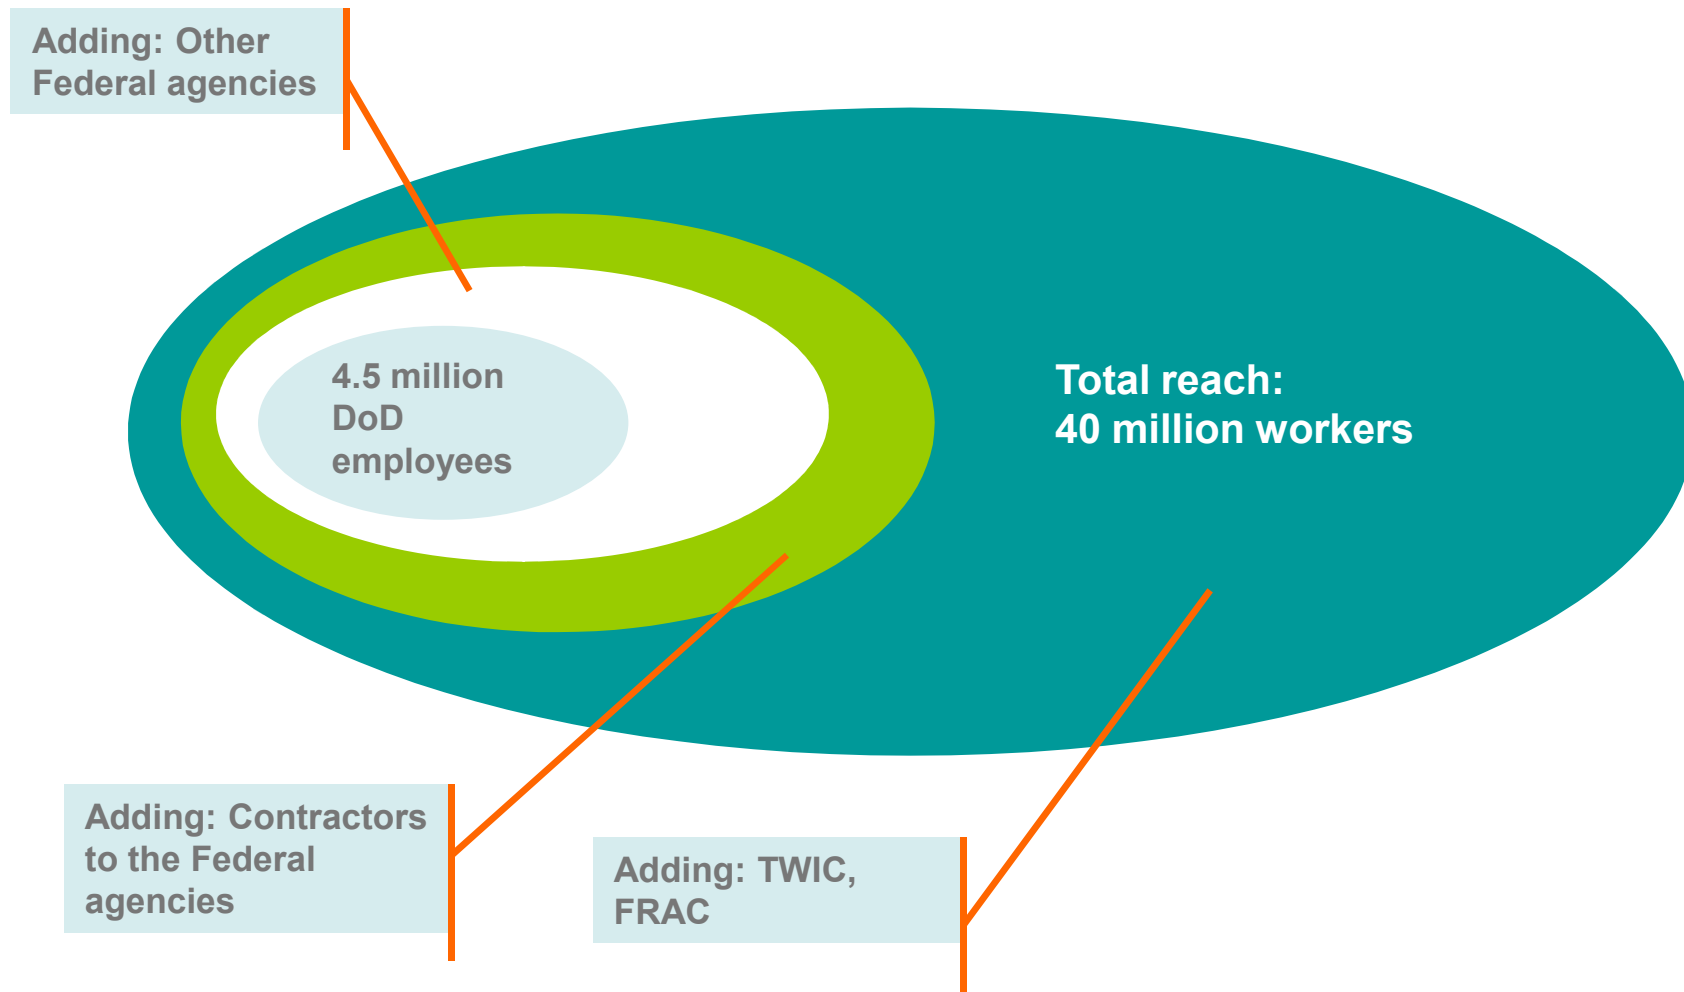 Adding: Other
Federal agencies
4.5 million
DoD
employees
Total reach:
40 million workers
Adding: Contractors
to the Federal
agencies
Adding: TWIC,
FRAC